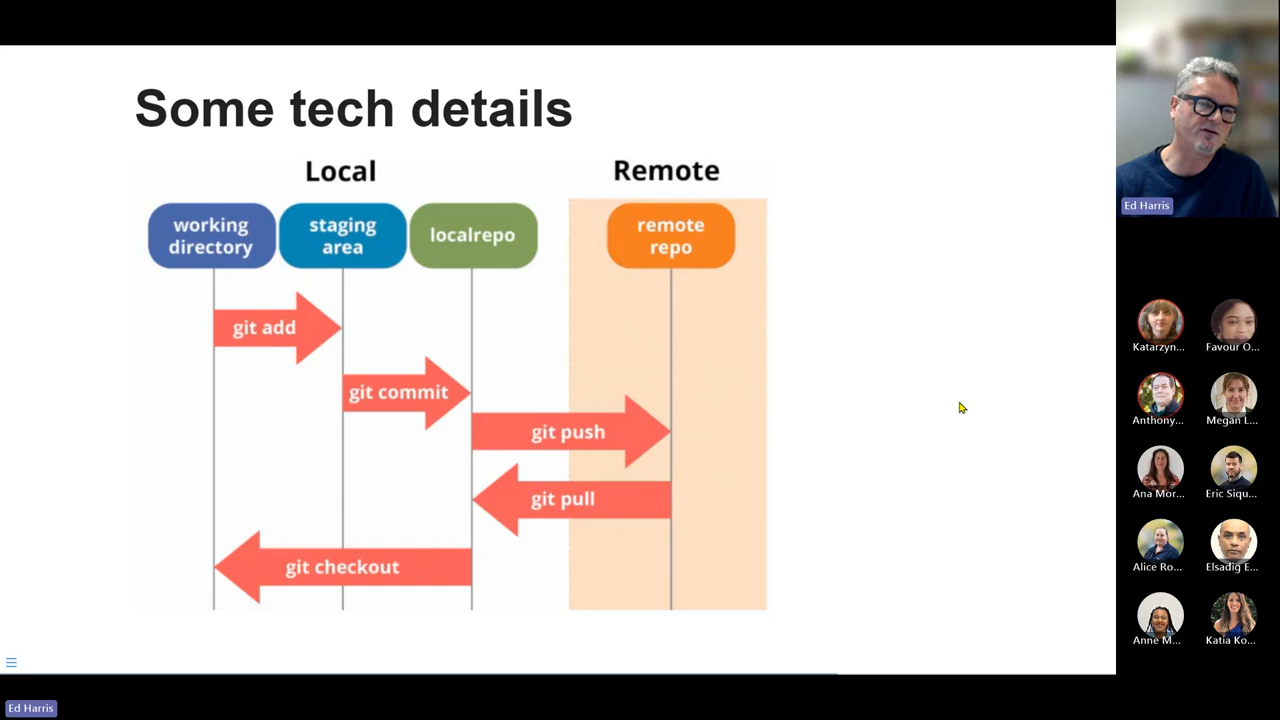 Some tech details
Local
Remote
working
directory
staging
area
localrepo
remote
repo
git add
git commit
git push
git pull
git checkout
Ed Harris
Katarzyn...
Favour O...
Anthony...
Megan L...
Ana Mor...
Eric Siqu...
Alice Ro...
Elsadig E...
Anne M...
Katia Ko...
Ed Harris